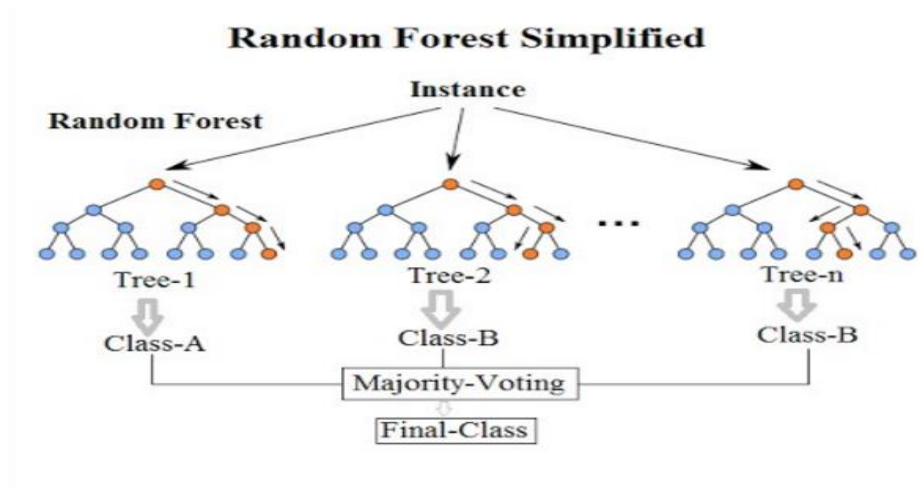 Random Forest Simplified
Instance
Random Forest
...
Tree-1
Tree-2
Tree-n
Class-A
Class-B
Class-B
Majority-Voting
Final-Class